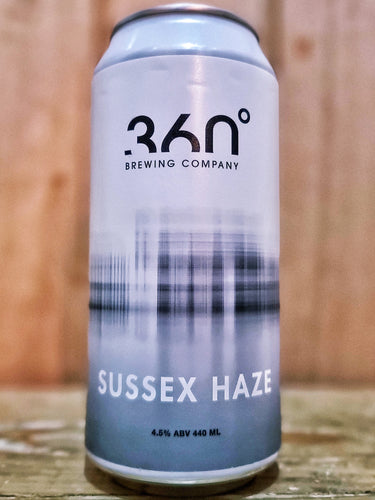 360°
BREWING COMPANY
SUSSEX HAZE
4.5% ABV 440 ML